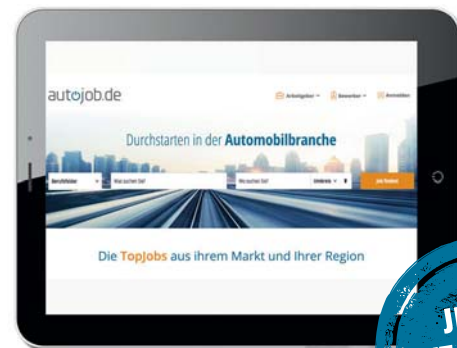 autojob.de
Arbeitgeber Bewerber Anmelden
Durchstarten in der Automobilbranche
Berufsfelder Was suchen Sie? Wo suchen Sie? Umkreis Job finden!
Die TopJobs aus ihrem Markt und Ihrer Region